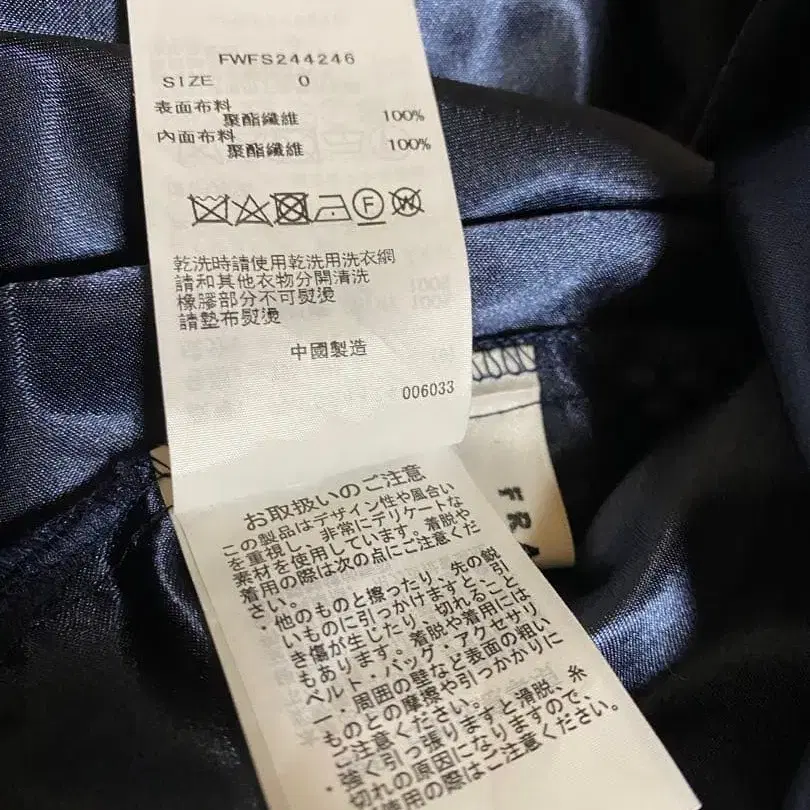 FWFS244246
SIZE 0
表面布料
聚酯纖維 100%
內面布料
聚酯纖維 100%
F W
乾洗時請使用乾洗用洗衣網
請和其他衣物分開清洗
橡膠部分不可熨燙
請墊布熨燙
中國製造
006033
FRA
お取扱いのご注意
この製品はデザイン性や風合い
を重視し、非常にデリケートな
素材を使用しています。着脱や
着用の際は次の点にご注意くだ
さい。
・他のものと擦ったり、先の鋭
いものに引っかけますと、引
き傷が生じたり、切れること
もあります。着脱や着用には
ベルト・バッグ・アクセサリ
ー・周囲の壁など表面の粗い
ものとの摩擦や引っかかりに
ご注意ください。
・強く引っ張りますと滑脱、糸
切れの原因になりますので、
着用の際はご注意ください。